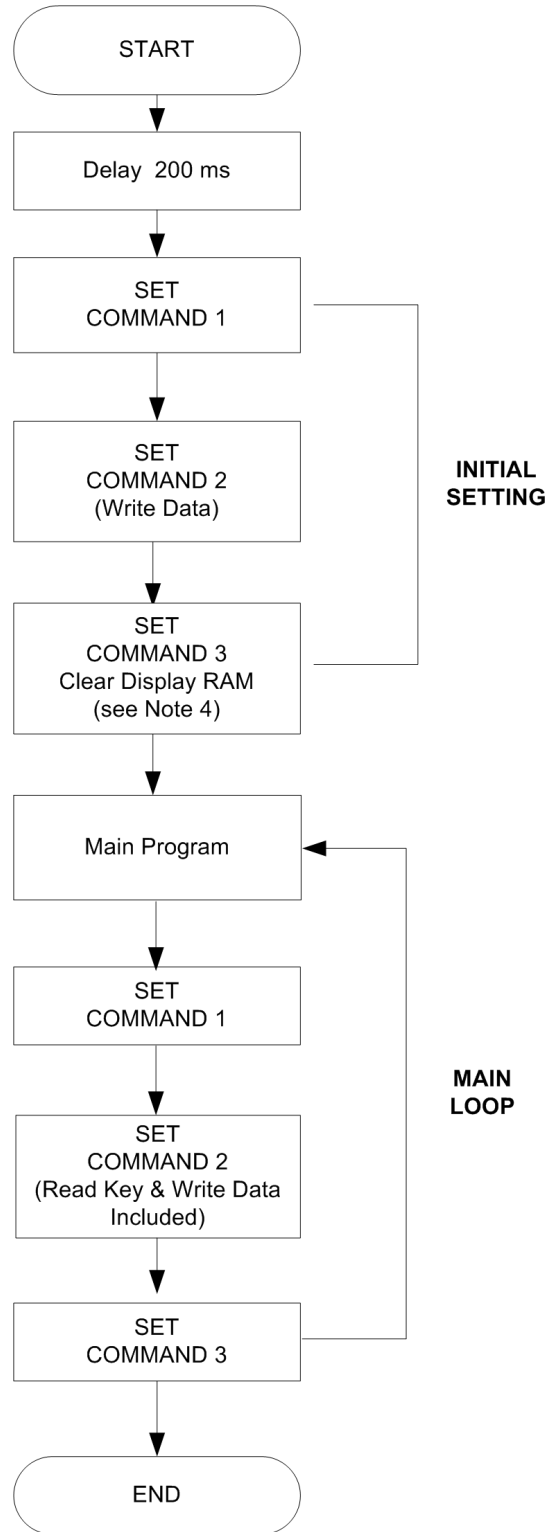 START
Delay 200 ms
SET
COMMAND 1
SET
COMMAND 2
(Write Data)
SET
COMMAND 3
Clear Display RAM
(see Note 4)
INITIAL
SETTING
Main Program
SET
COMMAND 1
SET
COMMAND 2
(Read Key & Write Data
Included)
SET
COMMAND 3
MAIN
LOOP
END